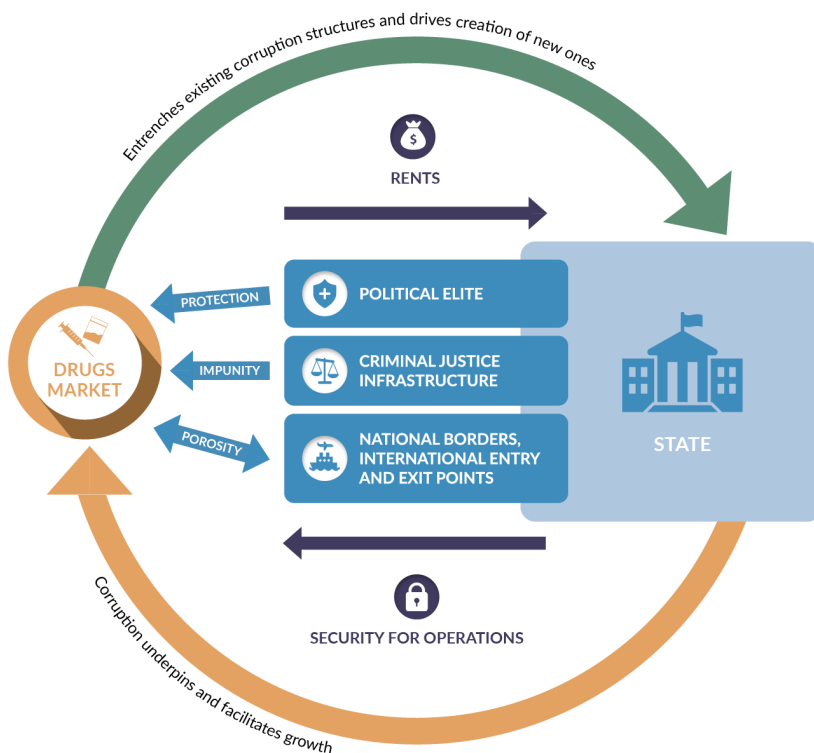 Entrenches existing corruption structures and drives creation of new ones
$
RENTS
PROTECTION
POLITICAL ELITE
DRUGS
MARKET
IMPUNITY
CRIMINAL JUSTICE
INFRASTRUCTURE
STATE
POROSITY
NATIONAL BORDERS,
INTERNATIONAL ENTRY
AND EXIT POINTS
SECURITY FOR OPERATIONS
Corruption underpins and facilitates growth